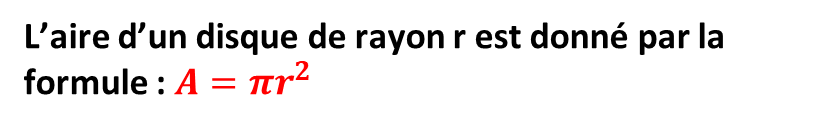 L’aire d’un disque de rayon r est donné par la
formule : A = πr²